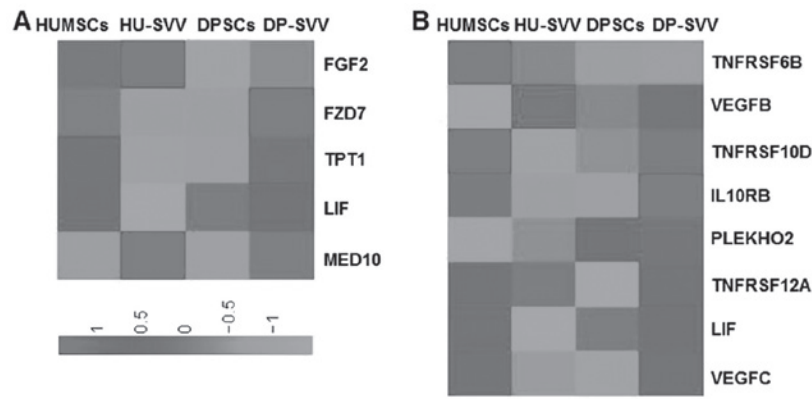 A
HUMSCs HU-SVV DPSCs DP-SVV
FGF2
FZD7
TPT1
LIF
MED10
1 0.5 0 −0.5 −1
B
HUMSCs HU-SVV DPSCs DP-SVV
TNFRSF6B
VEGFB
TNFRSF10D
IL10RB
PLEKHO2
TNFRSF12A
LIF
VEGFC